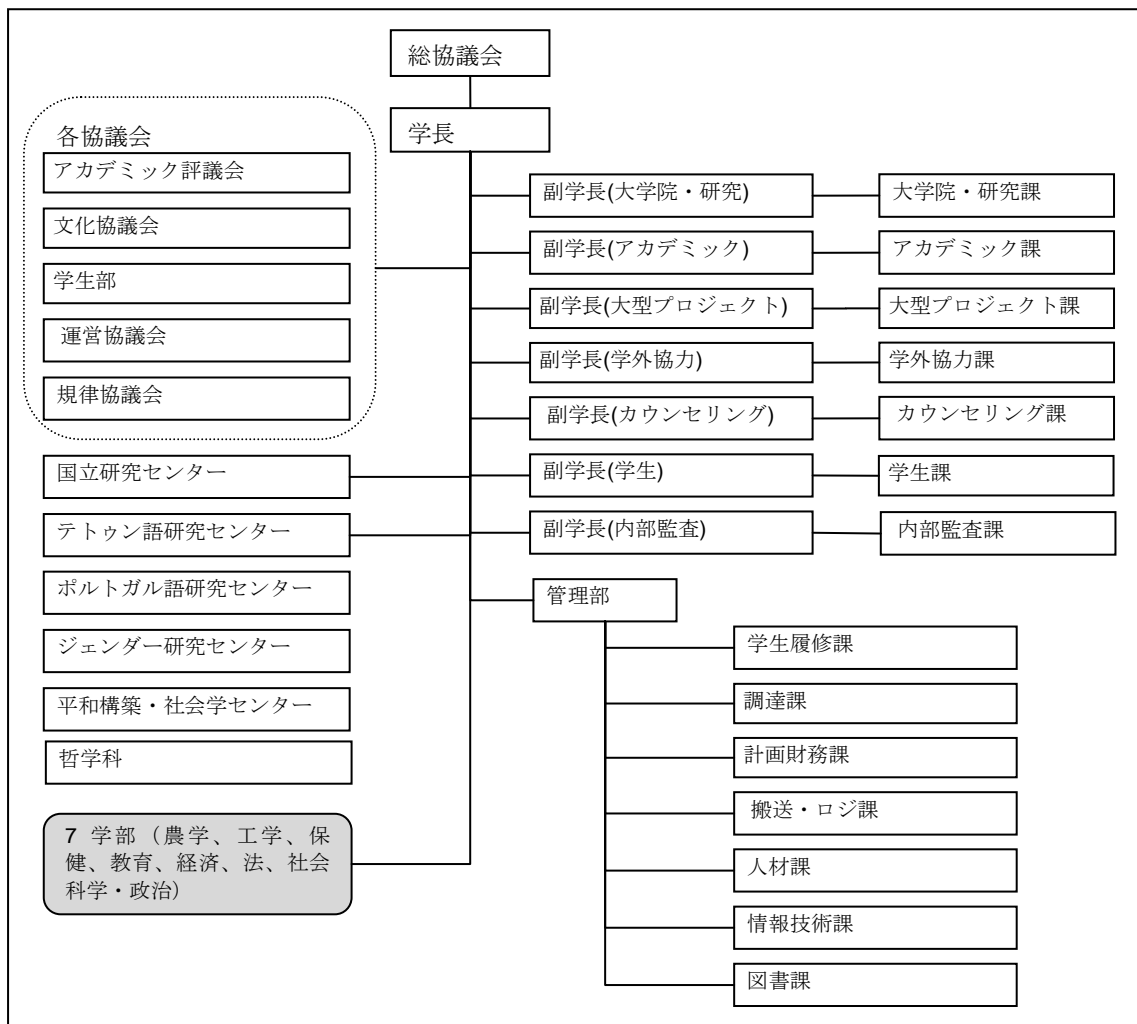 総協議会
学長
各協議会
アカデミック評議会
文化協議会
学生部
運営協議会
規律協議会
国立研究センター
テトゥン語研究センター
ポルトガル語研究センター
ジェンダー研究センター
平和構築・社会学センター
哲学科
7 学部（農学、工学、保
健、教育、経済、法、社会
科学・政治）
副学長(大学院・研究)
大学院・研究課
副学長(アカデミック)
アカデミック課
副学長(大型プロジェクト)
大型プロジェクト課
副学長(学外協力)
学外協力課
副学長(カウンセリング)
カウンセリング課
副学長(学生)
学生課
副学長(内部監査)
内部監査課
管理部
学生履修課
調達課
計画財務課
搬送・ロジ課
人材課
情報技術課
図書課